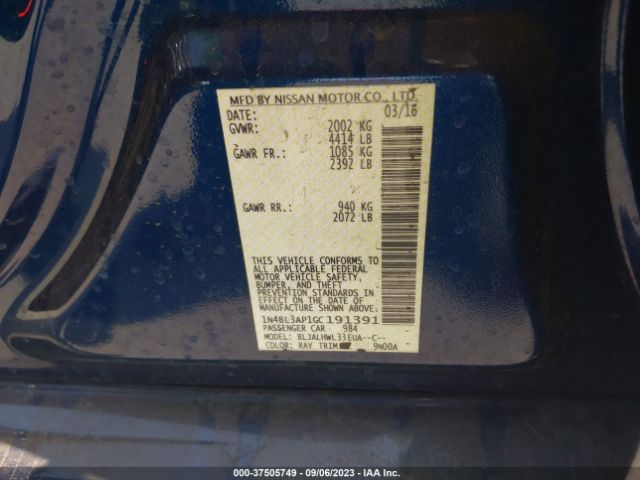 MFD BY NISSAN MOTOR CO., LTD.
DATE: 03/16
GVWR: 2002 KG
4414 LB
GAWR FR.: 1085 KG
2392 LB
GAWR RR.: 940 KG
2072 LB
THIS VEHICLE CONFORMS TO
ALL APPLICABLE FEDERAL
MOTOR VEHICLE SAFETY,
BUMPER, AND THEFT
PREVENTION STANDARDS IN
EFFECT ON THE DATE OF
MANUFACTURE SHOWN ABOVE:
1N4BL3AP1GC191391
PASSENGER CAR 984
MODEL: BLJALHWL33EUA--C--
COLOR: RAY TRIM: 9N00A
000-37505749 - 09/06/2023 - IAA Inc.